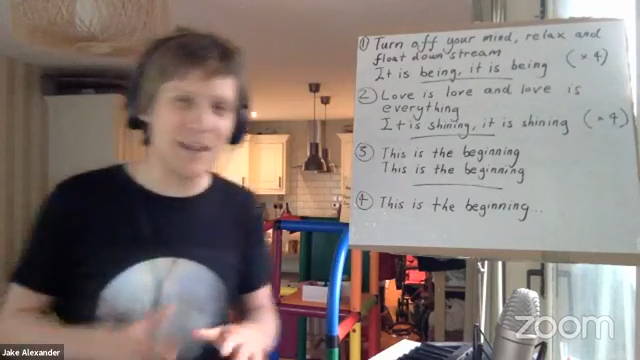 ① Turn off your mind, relax and
float down stream
It is being, it is being (×4)
② Love is love and love is
everything
It is shining, it is shining (×4)
③ This is the beginning
This is the beginning
④ This is the beginning...
Jake Alexander
zoom